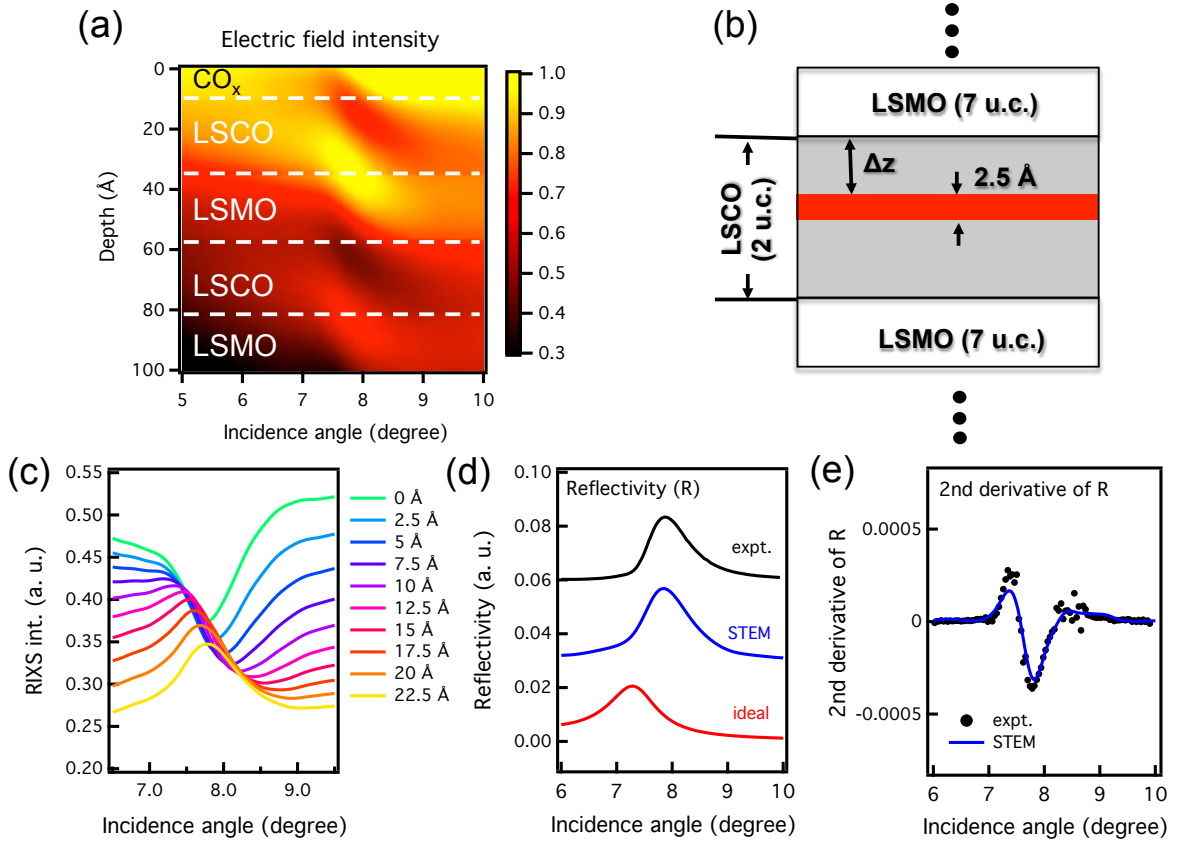 (a)
Electric field intensity
0
20
40
60
80
100
Depth (Å)
COx
LSCO
LSMO
LSCO
LSMO
5
6
7
8
9
10
Incidence angle (degree)
1.0
0.9
0.8
0.7
0.6
0.5
0.4
0.3
(b)
LSMO (7 u.c.)
Δz
2.5 Å
LSCO
(2 u.c.)
LSMO (7 u.c.)
(c)
0.55
0.50
0.45
0.40
0.35
0.30
0.25
0.20
RIXS int. (a. u.)
7.0
8.0
9.0
Incidence angle (degree)
0 Å
2.5 Å
5 Å
7.5 Å
10 Å
12.5 Å
15 Å
17.5 Å
20 Å
22.5 Å
(d)
0.10
0.08
0.06
0.04
0.02
0.00
Reflectivity (a. u.)
Reflectivity (R)
expt.
STEM
ideal
6
7
8
9
10
Incidence angle (degree)
(e)
2nd derivative of R
0.0005
0
-0.0005
2nd derivative of R
expt.
STEM
6
7
8
9
10
Incidence angle (degree)